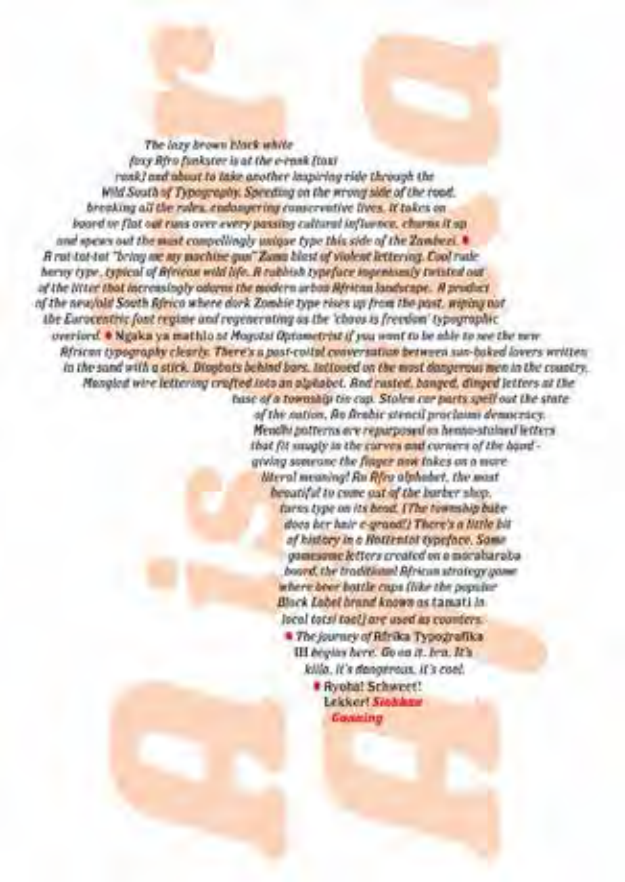 A is for
Afrika
The lazy brown black white
foxy Afro funkster is at the e-rank [taxi
rank] and about to take another inspiring ride through the
Wild South of Typography. Speeding on the wrong side of the road,
breaking all the rules, endangering conservative lives. It takes on
board or flat out runs over every passing cultural influence, churns it up
and spews out the most compellingly unique type this side of the Zambezi. •
A rat-tat-tat "bring me my machine gun" Zuma blast of violent lettering. Cool rude
horny type, typical of African wild life. A rubbish typeface ingeniously twisted out
of the litter that increasingly adorns the modern urban African landscape. A product
of the new/old South Africa where dark Zombie type rises up from the past, wiping out
the Eurocentric font regime and regenerating as the 'chaos is freedom' typographic
overlord. • Ngaka ya mathlo at Magutsi Optometrist if you want to be able to see the new
African typography clearly. There's a post-coital conversation between sun-baked lovers written
in the sand with a stick. Dingbats behind bars, tattooed on the most dangerous men in the country.
Mangled wire lettering crafted into an alphabet. And rusted, banged, dinged letters at the
base of a township tin cup. Stolen car parts spell out the state
of the nation. An Arabic stencil proclaims democracy.
Mendhi patterns are repurposed as henna-stained letters
that fit snugly in the curves and corners of the hand -
giving someone the finger now takes on a more
literal meaning! An Afro alphabet, the most
beautiful to come out of the barber shop,
turns type on its head. (The township babe
does her hair e-grand!) There's a little bit
of history in a Hottentot typeface. Some
gamesome letters created on a morabaraba
board, the traditional African strategy game
where beer bottle caps (like the popular
Black Label brand known as tamati in
local totsi taal) are used as counters.
• The journey of Afrika Typografika
III begins here. Go on it, bra. It's
killa, it's dangerous, it's cool.
• Ayoba! Schweet!
Lekker! Siobhan
Gunning